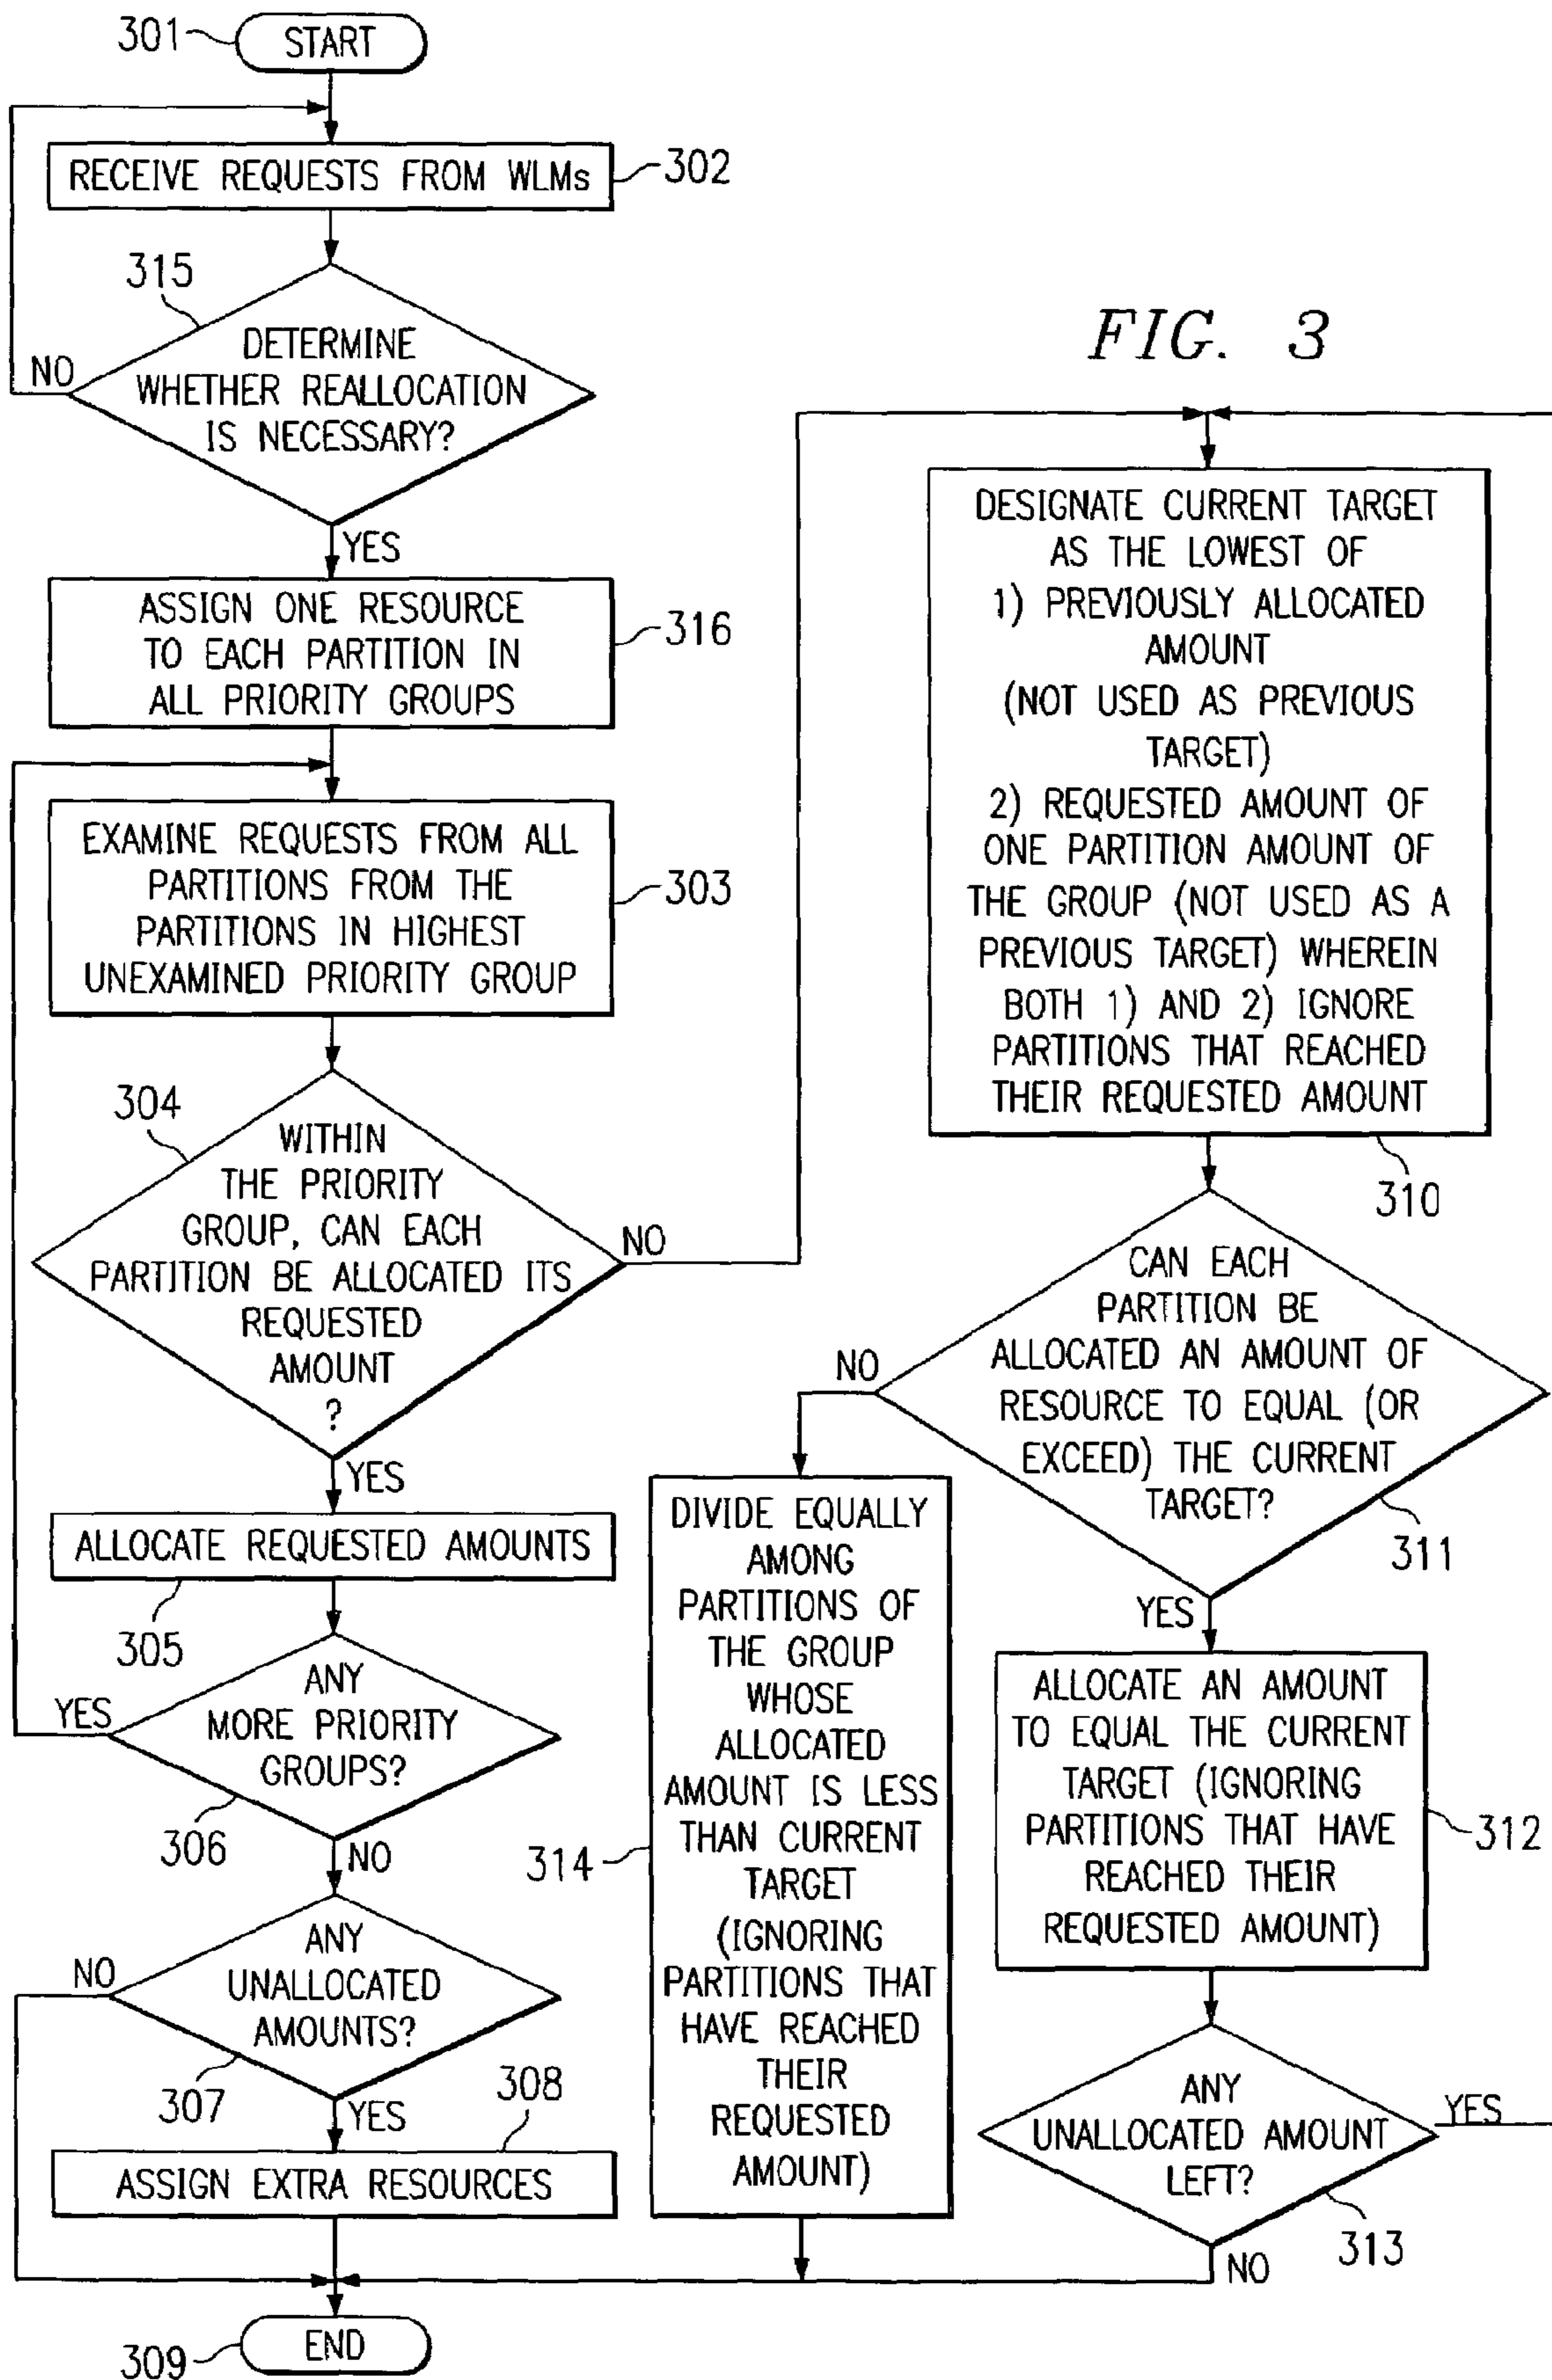 301
START
RECEIVE REQUESTS FROM WLMs
302
315
DETERMINE
WHETHER REALLOCATION
IS NECESSARY?
NO
YES
ASSIGN ONE RESOURCE
TO EACH PARTITION IN
ALL PRIORITY GROUPS
316
EXAMINE REQUESTS FROM ALL
PARTITIONS FROM THE
PARTITIONS IN HIGHEST
UNEXAMINED PRIORITY GROUP
303
304
WITHIN
THE PRIORITY
GROUP, CAN EACH
PARTITION BE ALLOCATED ITS
REQUESTED
AMOUNT
?
NO
YES
ALLOCATE REQUESTED AMOUNTS
305
ANY
MORE PRIORITY
GROUPS?
YES
306
NO
ANY
UNALLOCATED
AMOUNTS?
NO
307
YES
308
ASSIGN EXTRA RESOURCES
END
309
FIG. 3
DESIGNATE CURRENT TARGET
AS THE LOWEST OF
1) PREVIOUSLY ALLOCATED
AMOUNT
(NOT USED AS PREVIOUS
TARGET)
2) REQUESTED AMOUNT OF
ONE PARTITION AMOUNT OF
THE GROUP (NOT USED AS A
PREVIOUS TARGET) WHEREIN
BOTH 1) AND 2) IGNORE
PARTITIONS THAT REACHED
THEIR REQUESTED AMOUNT
310
CAN EACH
PARTITION BE
ALLOCATED AN AMOUNT OF
RESOURCE TO EQUAL (OR
EXCEED) THE CURRENT
TARGET?
NO
311
YES
DIVIDE EQUALLY
AMONG
PARTITIONS OF
THE GROUP
WHOSE
ALLOCATED
AMOUNT IS LESS
THAN CURRENT
TARGET
(IGNORING
PARTITIONS THAT
HAVE REACHED
THEIR
REQUESTED
AMOUNT)
314
ALLOCATE AN AMOUNT
TO EQUAL THE CURRENT
TARGET (IGNORING
PARTITIONS THAT HAVE
REACHED THEIR
REQUESTED AMOUNT)
312
ANY
UNALLOCATED AMOUNT
LEFT?
YES
313
NO